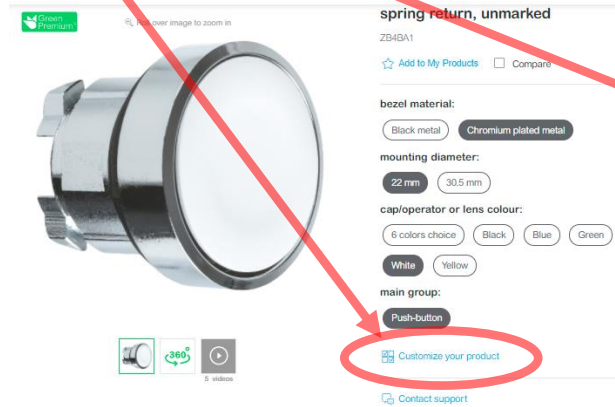 Green
Premium™
Roll over image to zoom in
spring return, unmarked
ZB4BA1
Add to My Products Compare
bezel material:
Black metal Chromium plated metal
mounting diameter:
22 mm 30.5 mm
cap/operator or lens colour:
6 colors choice Black Blue Green
White Yellow
main group:
Push-button
360°
5 videos
Customize your product
Contact support